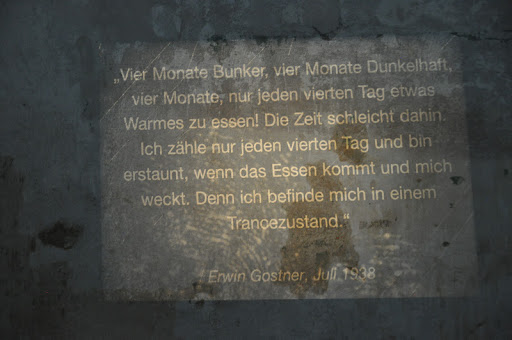 „Vier Monate Bunker, vier Monate Dunkelhaft,
vier Monate, nur jeden vierten Tag etwas
Warmes zu essen! Die Zeit schleicht dahin.
Ich zähle nur jeden vierten Tag und bin
erstaunt, wenn das Essen kommt und mich
weckt. Denn ich befinde mich in einem
Trancezustand.“
Erwin Gostner, Juli 1938